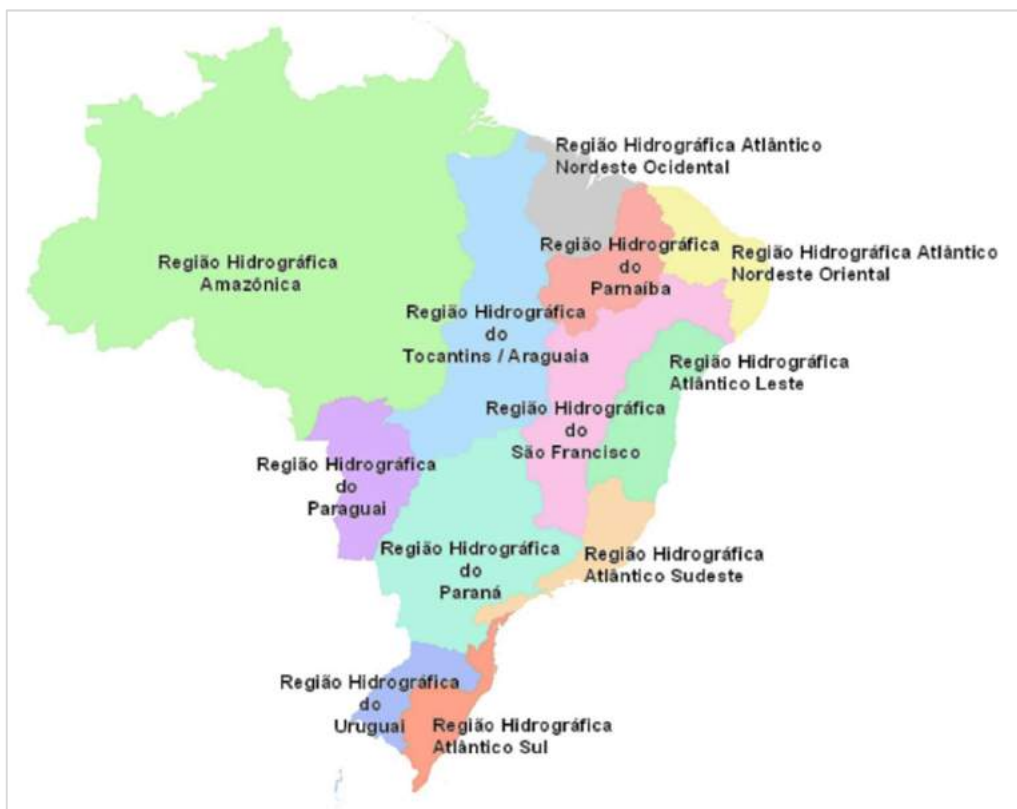 Região Hidrográfica Atlântico
Nordeste Ocidental
Região Hidrográfica
do
Parnaíba
Região Hidrográfica Atlântico
Nordeste Oriental
Região Hidrográfica
Amazônica
Região Hidrográfica
do
Tocantins / Araguaia
Região Hidrográfica
Atlântico Leste
Região Hidrográfica
do
São Francisco
Região Hidrográfica
do
Paraguai
Região Hidrográfica
do
Paraná
Região Hidrográfica
Atlântico Sudeste
Região Hidrográfica
do
Uruguai
Região Hidrográfica
Atlântico Sul